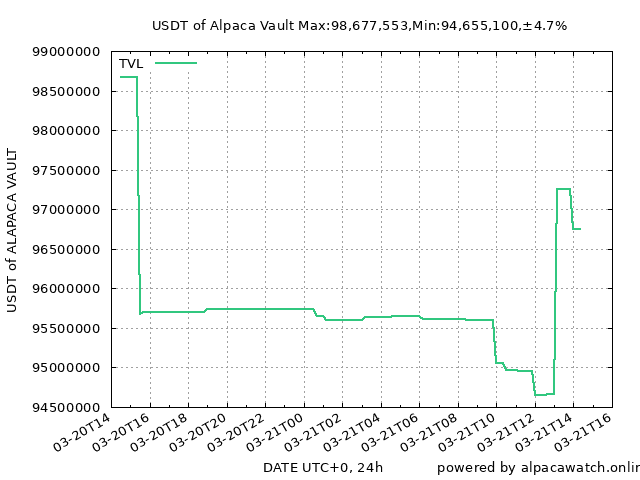 USDT of Alpaca Vault Max:98,677,553,Min:94,655,100,±4.7%
TVL
99000000
98500000
98000000
97500000
97000000
96500000
96000000
95500000
95000000
94500000
USDT of ALAPACA VAULT
03-20T14
03-20T16
03-20T18
03-20T20
03-20T22
03-21T00
03-21T02
03-21T04
03-21T06
03-21T08
03-21T10
03-21T12
03-21T14
03-21T16
DATE UTC+0, 24h
powered by alpacawatch.onlin